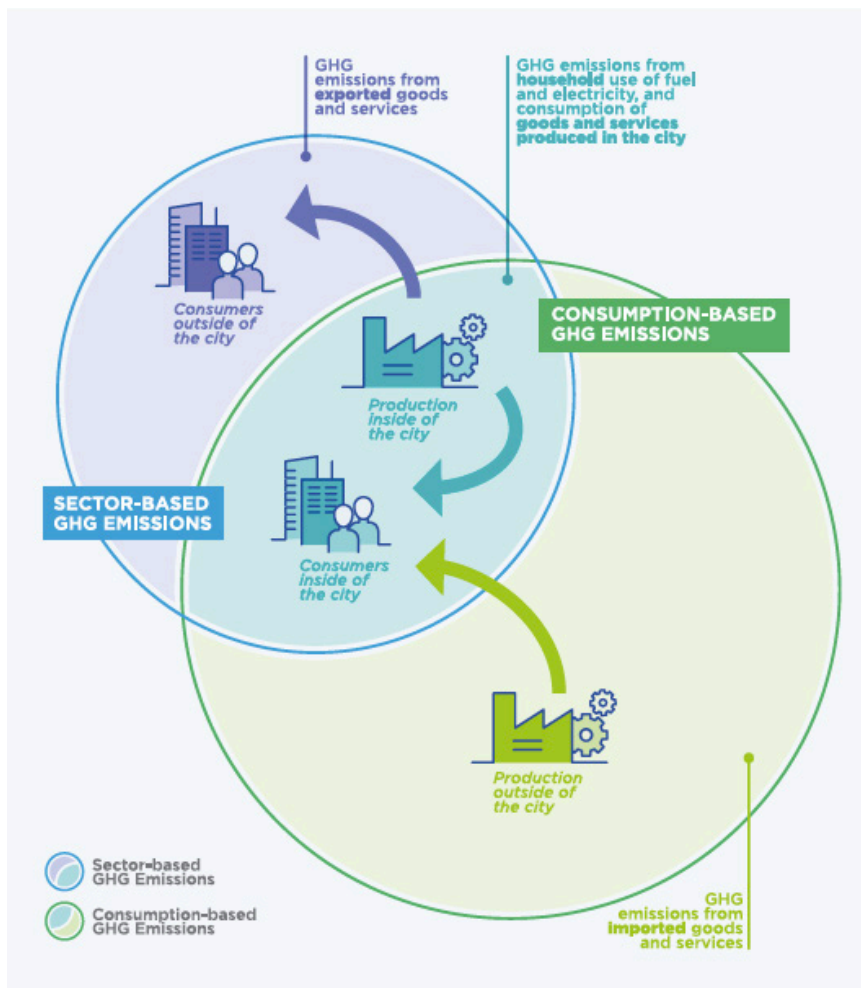 GHG
emissions from
exported goods
and services
GHG emissions from
household use of fuel
and electricity, and
consumption of
goods and services
produced in the city
Consumers
outside of
the city
CONSUMPTION-BASED
GHG EMISSIONS
Production
inside of
the city
SECTOR-BASED
GHG EMISSIONS
Consumers
inside of
the city
Production
outside of
the city
Sector-based
GHG Emissions
Consumption-based
GHG Emissions
GHG
emissions from
imported goods
and services